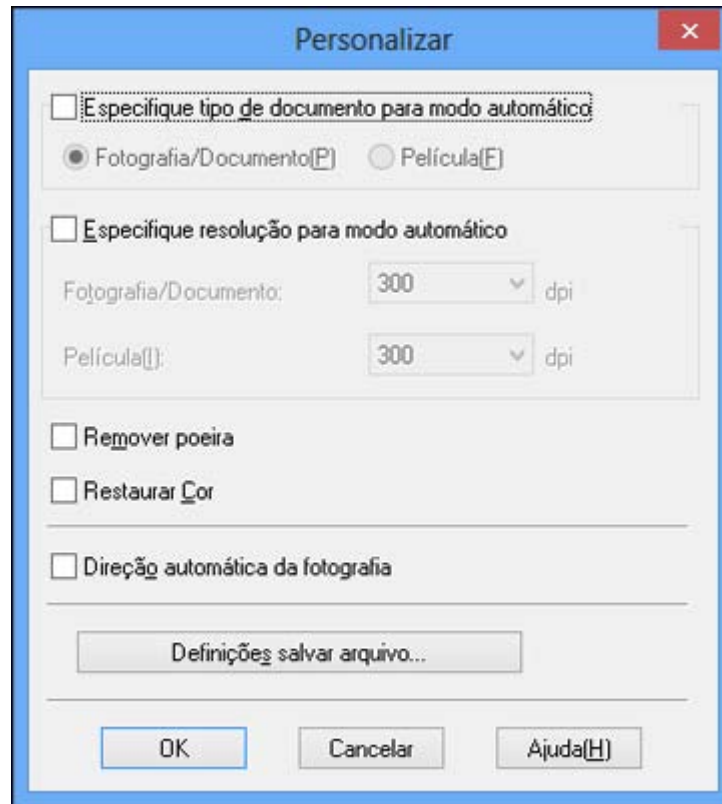 Personalizar
Especifique tipo de documento para modo automático
Fotografia/Documento(P) Película(F)
Especifique resolução para modo automático
Fotografia/Documento: 300 dpi
Película(I): 300 dpi
Remover poeira
Restaurar Cor
Direção automática da fotografia
Definições salvar arquivo...
OK Cancelar Ajuda(H)